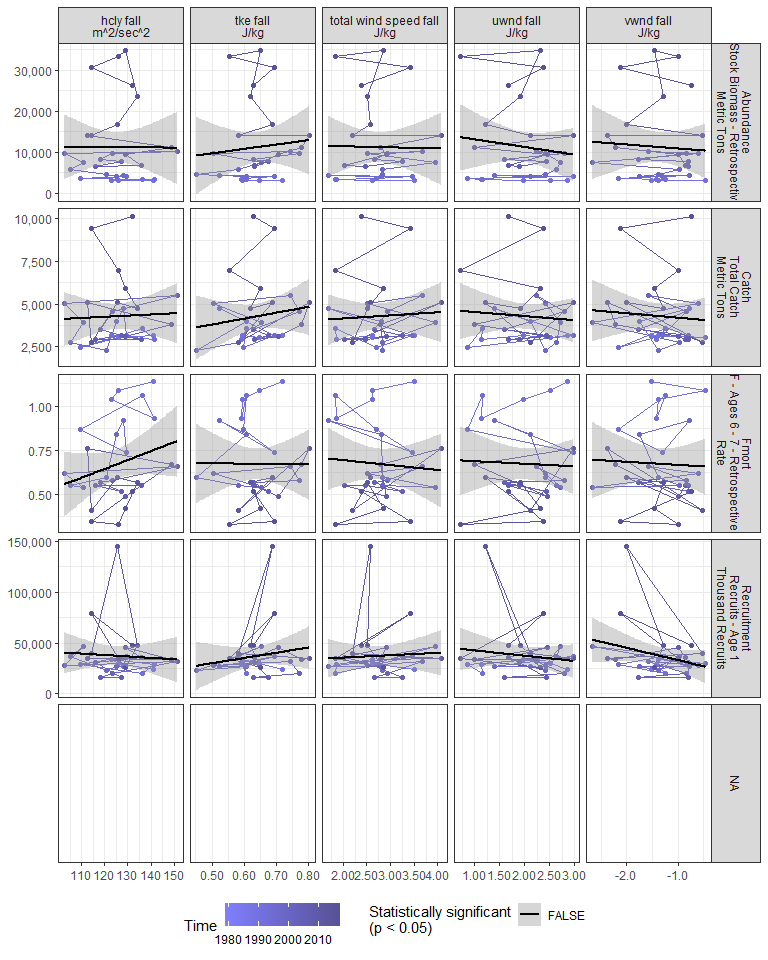 hcly fall
m^2/sec^2
tke fall
J/kg
total wind speed fall
J/kg
uwnd fall
J/kg
vwnd fall
J/kg
30,000
20,000
10,000
0
Abundance
Stock Biomass - Retrospectiv
Metric Tons
10,000
7,500
5,000
2,500
Catch
Total Catch
Metric Tons
1.00
0.75
0.50
Fmort
F - Ages 6 - 7 - Retrospective
Rate
150,000
100,000
50,000
0
Recruitment
Recruits - Age 1
Thousand Recruits
NA
110 120 130 140 150
0.50 0.60 0.70 0.80
2.00 2.50 3.00 3.50 4.00
1.00 1.50 2.00 2.50 3.00
-2.0 -1.0
Time
1980 1990 2000 2010
Statistically significant
(p < 0.05)
FALSE